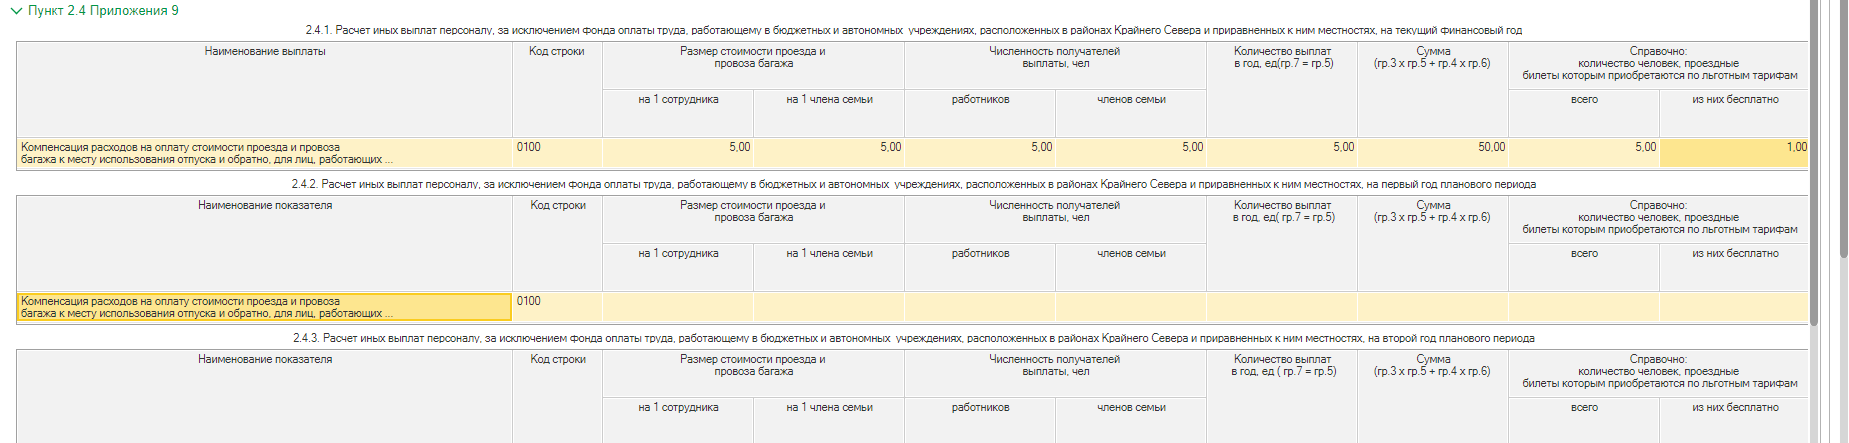 Пункт 2.4 Приложения 9
2.4.1. Расчет иных выплат персоналу, за исключением фонда оплаты труда, работающему в бюджетных и автономных учреждениях, расположенных в районах Крайнего Севера и приравненных к ним местностях, на текущий финансовый год
Наименование выплаты
Код строки
Размер стоимости проезда и
провоза багажа
Численность получателей
выплаты, чел
Количество выплат
в год, ед(гр.7 = гр.5)
Сумма
(гр.3 x гр.5 + гр.4 x гр.6)
Справочно:
количество человек, проездные
билеты которым приобретаются по льготным тарифам
на 1 сотрудника
на 1 члена семьи
работников
членов семьи
всего
из них бесплатно
Компенсация расходов на оплату стоимости проезда и провоза
багажа к месту использования отпуска и обратно, для лиц, работающих ...
0100
5,00
5,00
5,00
5,00
5,00
50,00
5,00
1,00
2.4.2. Расчет иных выплат персоналу, за исключением фонда оплаты труда, работающему в бюджетных и автономных учреждениях, расположенных в районах Крайнего Севера и приравненных к ним местностях, на первый год планового периода
Наименование показателя
Код строки
Размер стоимости проезда и
провоза багажа
Численность получателей
выплаты, чел
Количество выплат
в год, ед( гр.7 = гр.5)
Сумма
(гр.3 x гр.5 + гр.4 x гр.6)
Справочно:
количество человек, проездные
билеты которым приобретаются по льготным тарифам
на 1 сотрудника
на 1 члена семьи
работников
членов семьи
всего
из них бесплатно
Компенсация расходов на оплату стоимости проезда и провоза
багажа к месту использования отпуска и обратно, для лиц, работающих ...
0100
2.4.3. Расчет иных выплат персоналу, за исключением фонда оплаты труда, работающему в бюджетных и автономных учреждениях, расположенных в районах Крайнего Севера и приравненных к ним местностях, на второй год планового периода
Наименование показателя
Код строки
Размер стоимости проезда и
провоза багажа
Численность получателей
выплаты, чел
Количество выплат
в год, ед ( гр.7 = гр.5)
Сумма
(гр.3 x гр.5 + гр.4 x гр.6)
Справочно:
количество человек, проездные
билеты которым приобретаются по льготным тарифам
на 1 сотрудника
на 1 члена семьи
работников
членов семьи
всего
из них бесплатно